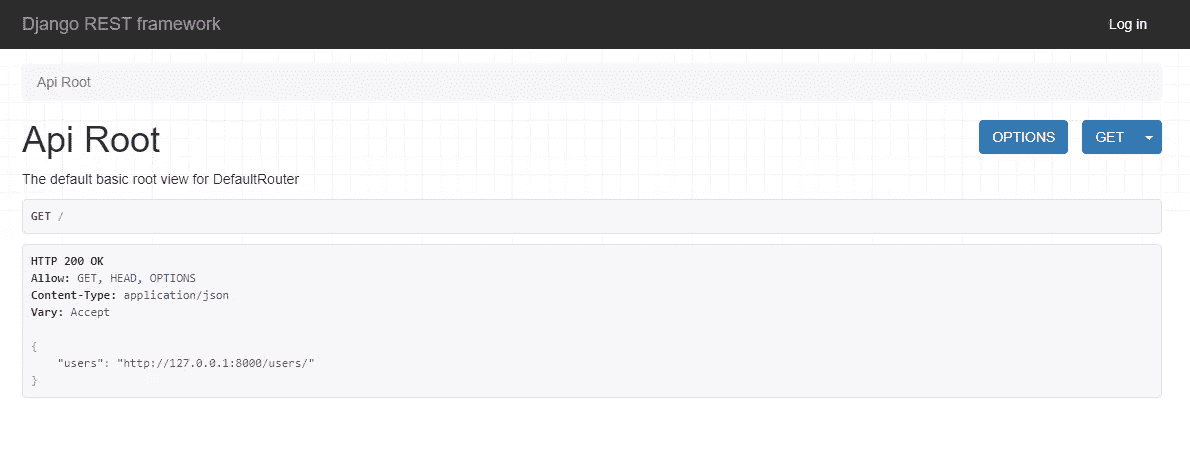 Django REST framework
Log in
Api Root
Api Root
OPTIONS
GET
The default basic root view for DefaultRouter
GET /
HTTP 200 OK
Allow: GET, HEAD, OPTIONS
Content-Type: application/json
Vary: Accept
{
"users": "http://127.0.0.1:8000/users/"
}